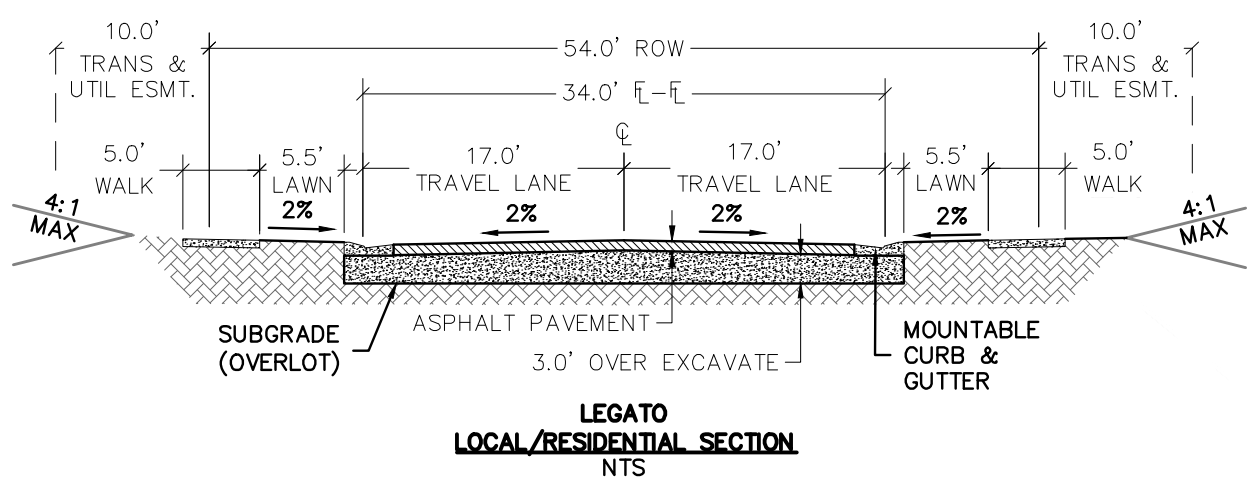 10.0'
TRANS &
UTIL ESMT.
54.0' ROW
10.0'
TRANS &
UTIL ESMT.
34.0' FL-FL
CL
5.0'
WALK
5.5'
LAWN
17.0'
TRAVEL LANE
17.0'
TRAVEL LANE
5.5'
LAWN
5.0'
WALK
4:1
MAX
2%
2%
2%
2%
4:1
MAX
SUBGRADE
(OVERLOT)
ASPHALT PAVEMENT
3.0' OVER EXCAVATE
MOUNTABLE
CURB &
GUTTER
LEGATO
LOCAL/RESIDENTIAL SECTION
NTS